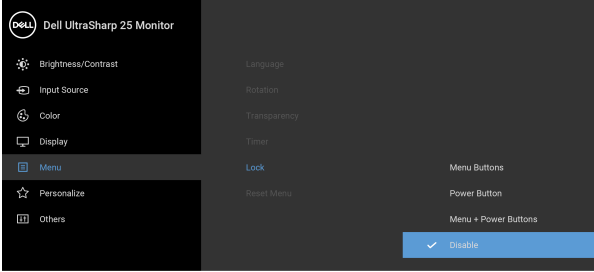 DELL Dell UltraSharp 25 Monitor
Brightness/Contrast
Language
Input Source
Rotation
Color
Transparency
Display
Timer
Menu
Lock
Menu Buttons
Personalize
Reset Menu
Power Button
Others
Menu + Power Buttons
Disable